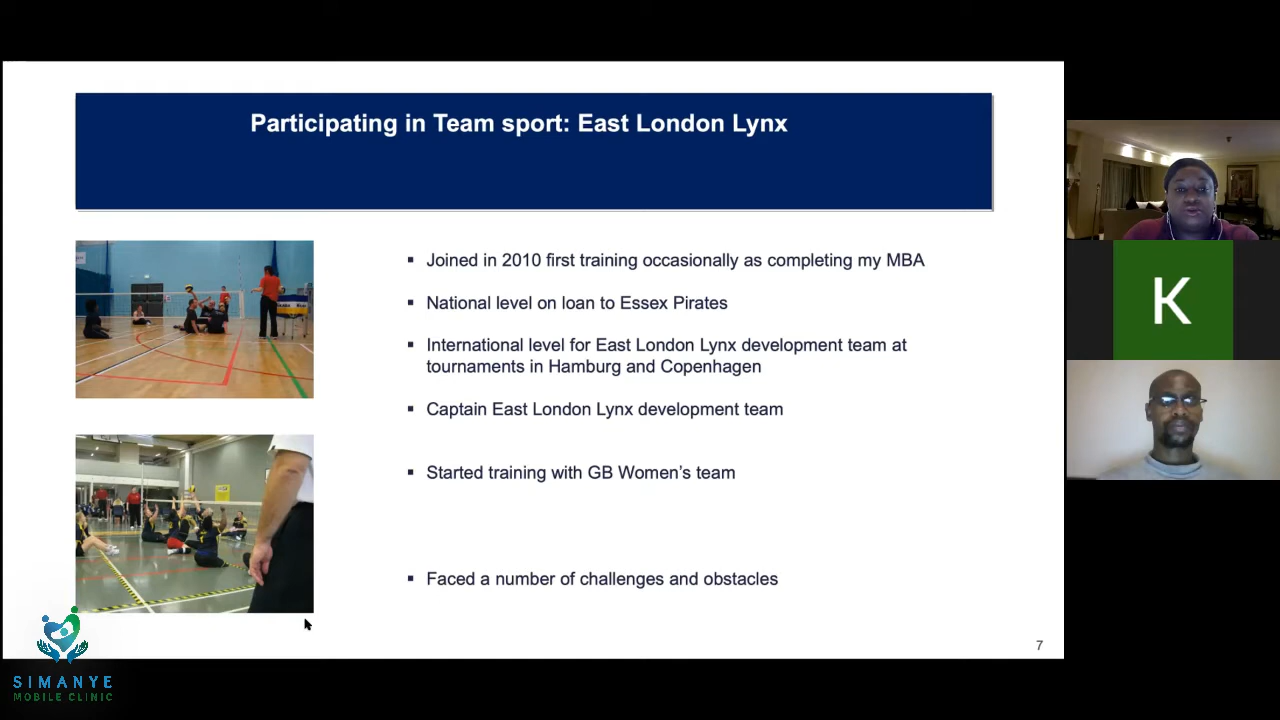 Participating in Team sport: East London Lynx
▪ Joined in 2010 first training occasionally as completing my MBA
▪ National level on loan to Essex Pirates
▪ International level for East London Lynx development team at
tournaments in Hamburg and Copenhagen
▪ Captain East London Lynx development team
▪ Started training with GB Women's team
▪ Faced a number of challenges and obstacles
7
K
SIMANYE
MOBILE CLINIC